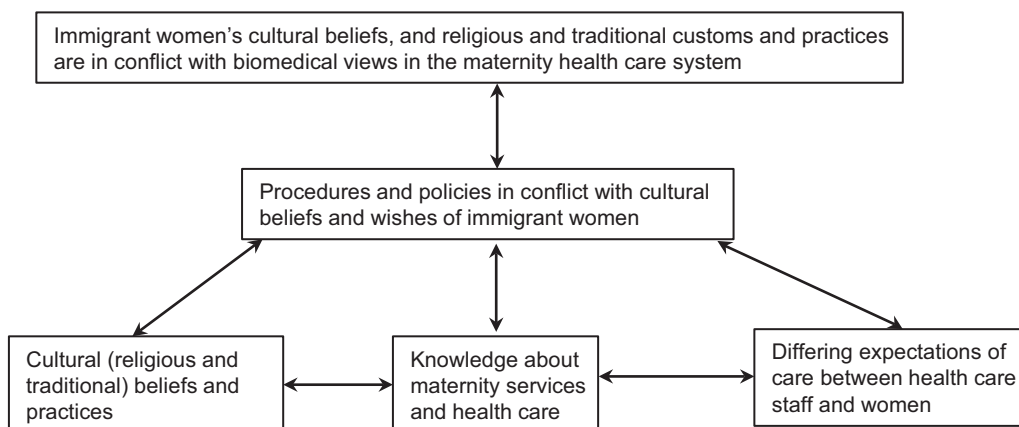 Immigrant women’s cultural beliefs, and religious and traditional customs and practices
are in conflict with biomedical views in the maternity health care system
Procedures and policies in conflict with cultural
beliefs and wishes of immigrant women
Cultural (religious and
traditional) beliefs and
practices
Knowledge about
maternity services
and health care
Differing expectations of
care between health care
staff and women